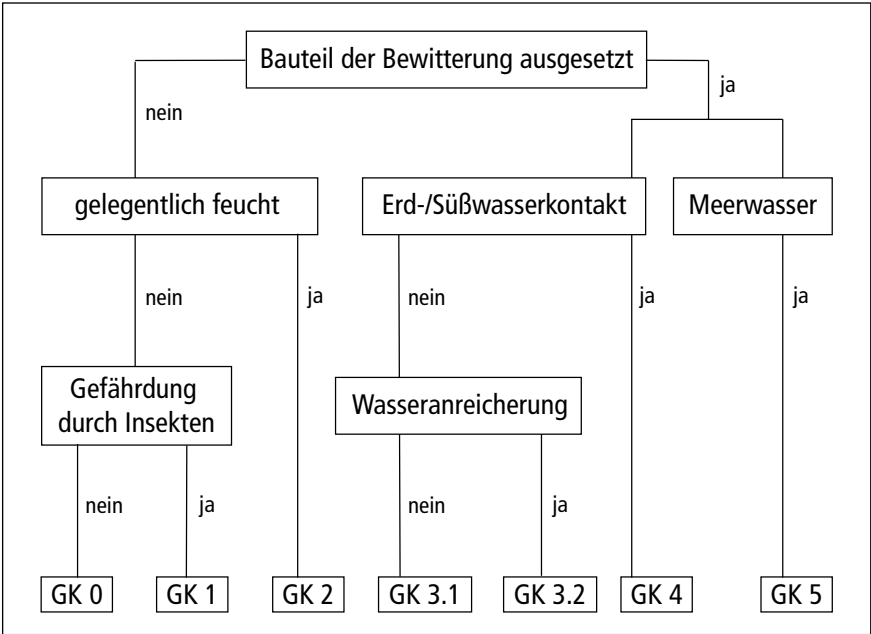 Bauteil der Bewitterung ausgesetzt
nein
ja
gelegentlich feucht
Erd-/Süßwasserkontakt
Meerwasser
nein
ja
nein
ja
ja
Gefährdung
durch Insekten
Wasseranreicherung
nein
ja
nein
ja
GK 0
GK 1
GK 2
GK 3.1
GK 3.2
GK 4
GK 5